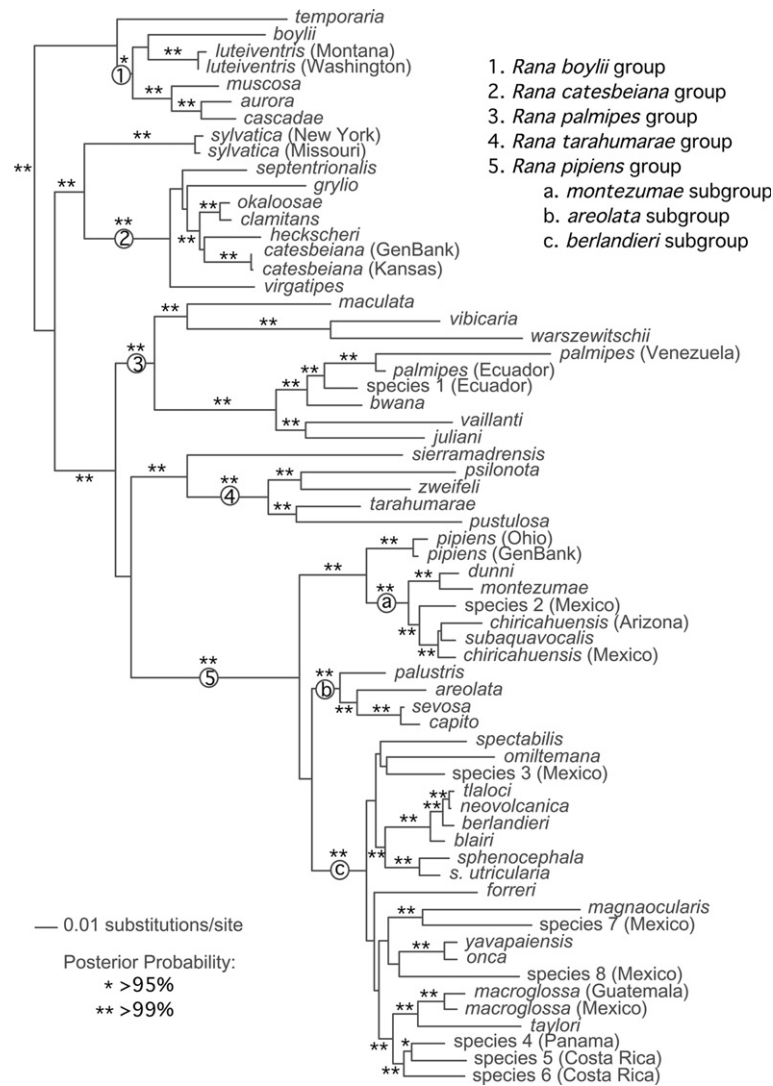 temporaria
boylii
luteiventris (Montana)
luteiventris (Washington)
muscosa
aurora
cascadae
sylvatica (New York)
sylvatica (Missouri)
septentrionalis
grylio
okaloosae
clamitans
heckscheri
catesbeiana (GenBank)
catesbeiana (Kansas)
virgatipes
maculata
vibicaria
warszewitschii
palmipes (Venezuela)
palmipes (Ecuador)
species 1 (Ecuador)
bwana
vaillanti
juliani
sierramadrensis
psilonota
zweifeli
tarahumarae
pustulosa
pipiens (Ohio)
pipiens (GenBank)
dunni
montezumae
species 2 (Mexico)
chiricahuensis (Arizona)
subaquavocalis
chiricahuensis (Mexico)
palustris
areolata
sevosa
capito
spectabilis
omiltemana
species 3 (Mexico)
tlaloci
neovolcanica
berlandieri
blairi
sphenocephala
s. utricularia
forreri
magnaocularis
species 7 (Mexico)
yavapaiensis
onca
species 8 (Mexico)
macroglossa (Guatemala)
macroglossa (Mexico)
taylori
species 4 (Panama)
species 5 (Costa Rica)
species 6 (Costa Rica)
1
2
3
4
5
a
b
c
1. Rana boylii group
2. Rana catesbeiana group
3. Rana palmipes group
4. Rana tarahumarae group
5. Rana pipiens group
a. montezumae subgroup
b. areolata subgroup
c. berlandieri subgroup
0.01 substitutions/site
Posterior Probability:
* >95%
** >99%